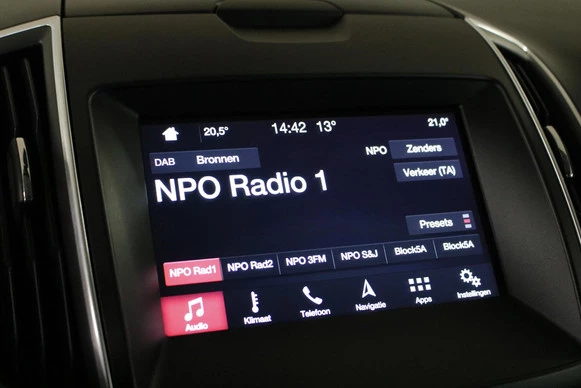 20,5° 14:42 13° 21,0°
DAB Bronnen NPO Zenders
NPO Radio 1 Verkeer (TA)
Presets
NPO Rad1 NPO Rad2 NPO 3FM NPO S&J Block5A Block5A
Audio Klimaat Telefoon Navigatie Apps Instellingen